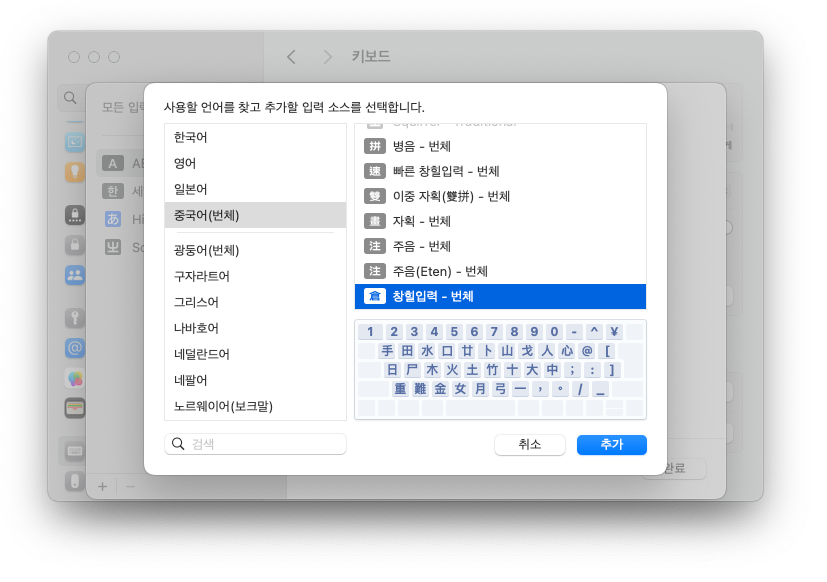 키보드
사용할 언어를 찾고 추가할 입력 소스를 선택합니다.
모든 입력
A
한 세
あ Hi
한국어
영어
일본어
중국어(번체)
광둥어(번체)
구자라트어
그리스어
나바호어
네덜란드어
네팔어
노르웨이어(보크말)
검색
拼 병음 – 번체
速 빠른 창힐입력 – 번체
雙 이중 자획(雙拼) – 번체
畫 자획 – 번체
注 주음 – 번체
注 주음(Eten) – 번체
倉 창힐입력 – 번체
1 2 3 4 5 6 7 8 9 0 - ^ ¥
手 田 水 口 廿 卜 山 戈 人 心 @ [
日 尸 木 火 土 竹 十 大 中 ； : ]
重 難 金 女 月 弓 一 ， 。 / _
취소
추가
완료
+ −